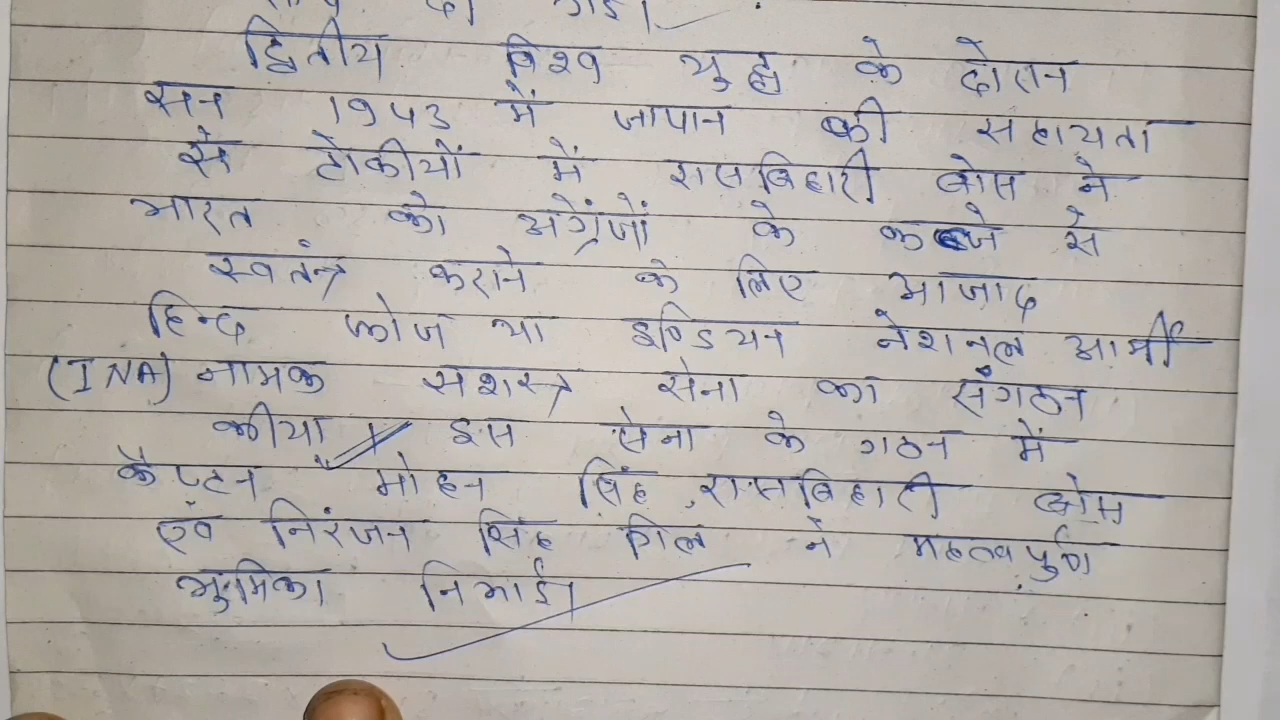 द्वितीय विश्व युद्ध के दौरान
सन 1943 में जापान की सहायता
से टोकीयों में रासबिहारी बोस ने
भारत को अंग्रेजों के कब्जे से
स्वतंन्त्र कराने के लिए आजाद
हिन्द फोज या इण्डियन नेशनल आर्मी
(INA) नामक सशस्त्र सेना का संगठन
कीया । इस सेना के गठन में
कैप्टन मोहन सिंह, रासबिहारी बोस
एवं निरंजन सिंह गिल ने महत्वपुर्ण
भुमिका निभाई।